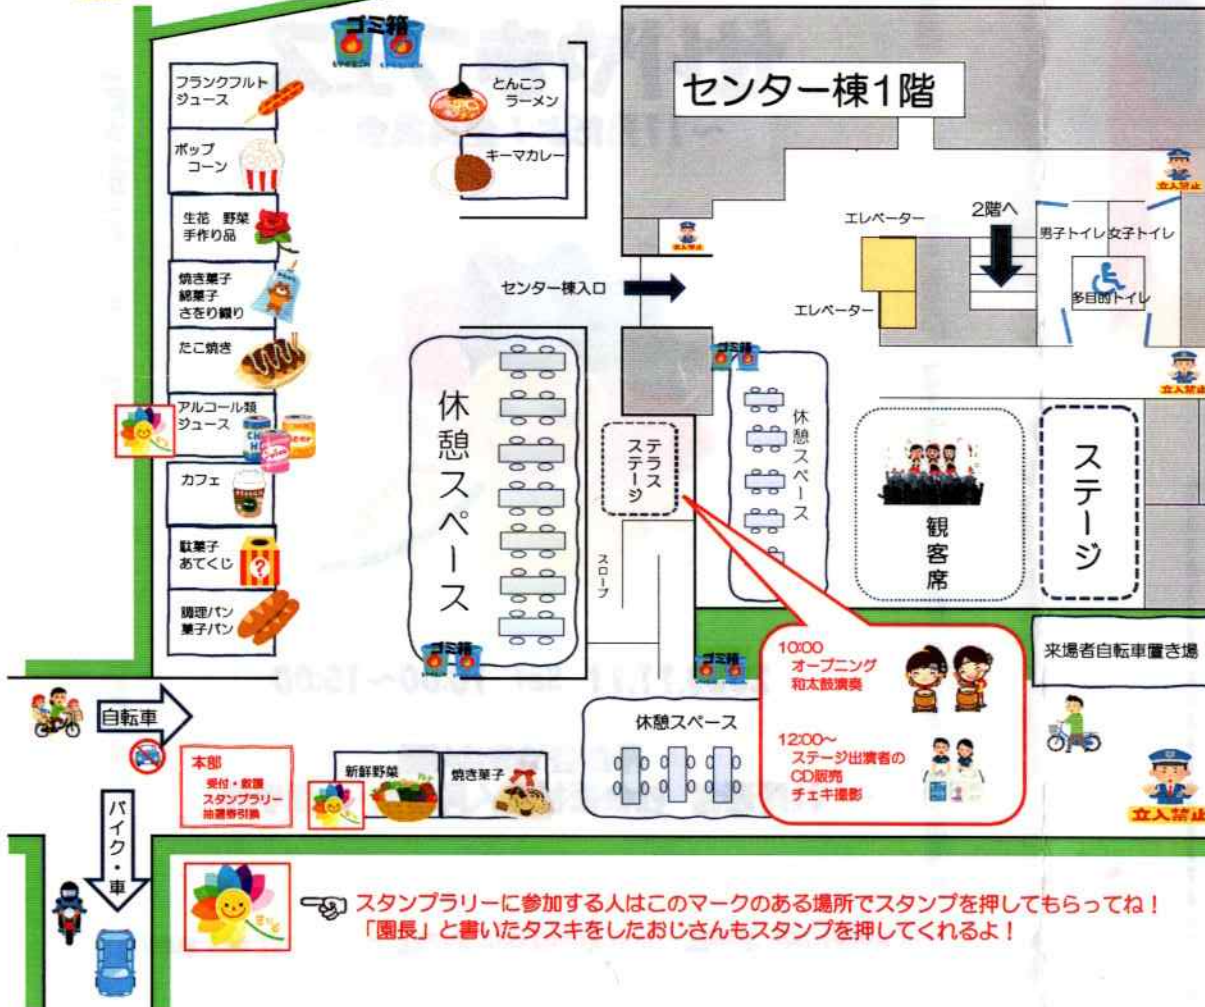 ゴミ箱
フランクフルト
ジュース
ポップ
コーン
生花 野菜
手作り品
焼き菓子
綿菓子
さをり織り
たこ焼き
アルコール類
ジュース
カフェ
駄菓子
あてくじ
調理パン
菓子パン
とんこつ
ラーメン
キーマカレー
センター棟1階
立入禁止
エレベーター
2階へ
男子トイレ
女子トイレ
多目的トイレ
立入禁止
センター棟入口
エレベーター
ゴミ箱
立入禁止
休憩スペース
テラス
ステージ
スロープ
休憩スペース
観客席
ステージ
ゴミ箱
ゴミ箱
10:00
オープニング
和太鼓演奏
12:00~
ステージ出演者の
CD販売
チェキ撮影
来場者自転車置き場
立入禁止
自転車
本部
受付・救護
スタンプラリー
抽選券引換
新鮮野菜
焼き菓子
休憩スペース
バイク・車
スタンプラリーに参加する人はこのマークのある場所でスタンプを押してもらってね!
「園長」と書いたタスキをしたおじさんもスタンプを押してくれるよ!